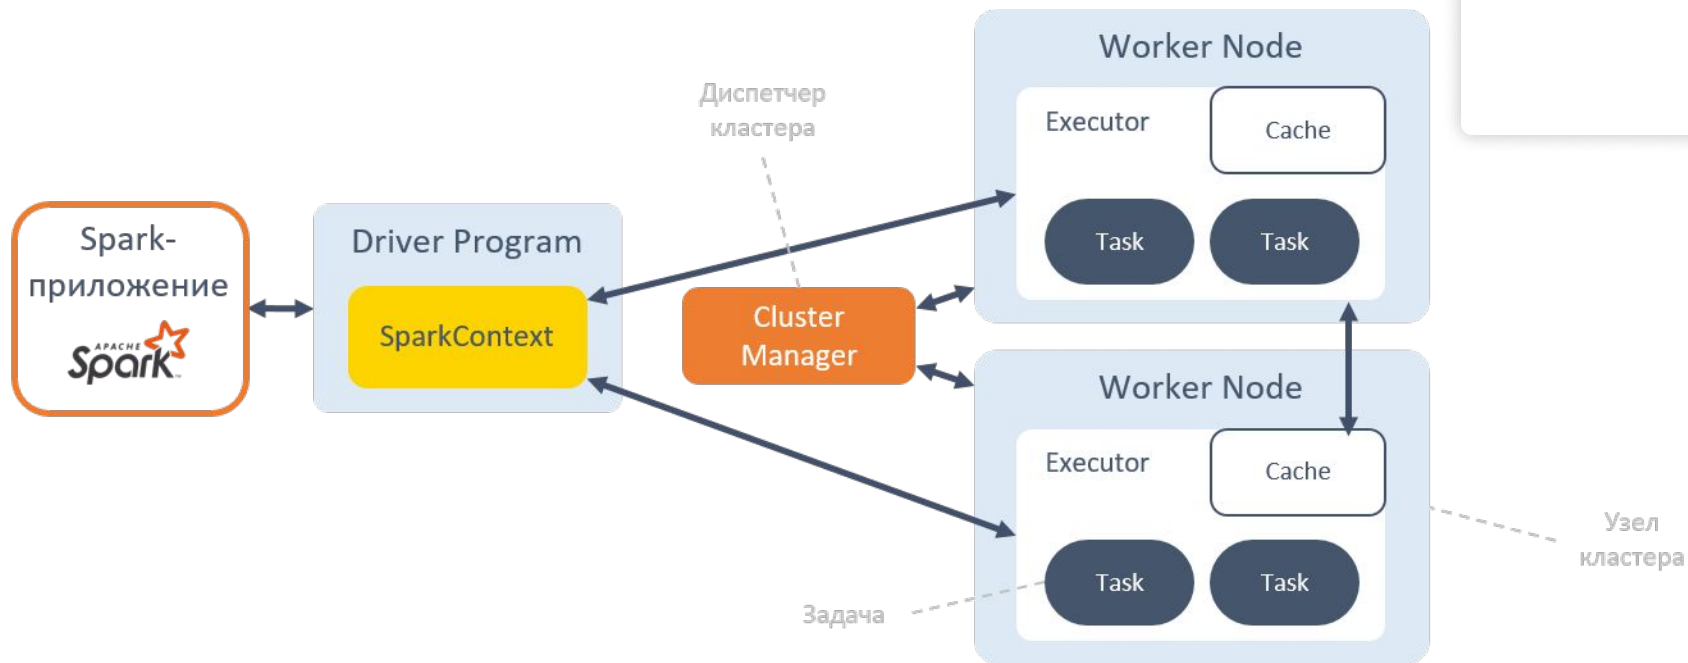 Spark-
приложение
APACHE
Spark
Driver Program
SparkContext
Диспетчер
кластера
Cluster
Manager
Worker Node
Executor
Cache
Task
Task
Worker Node
Executor
Cache
Task
Task
Задача
Узел
кластера